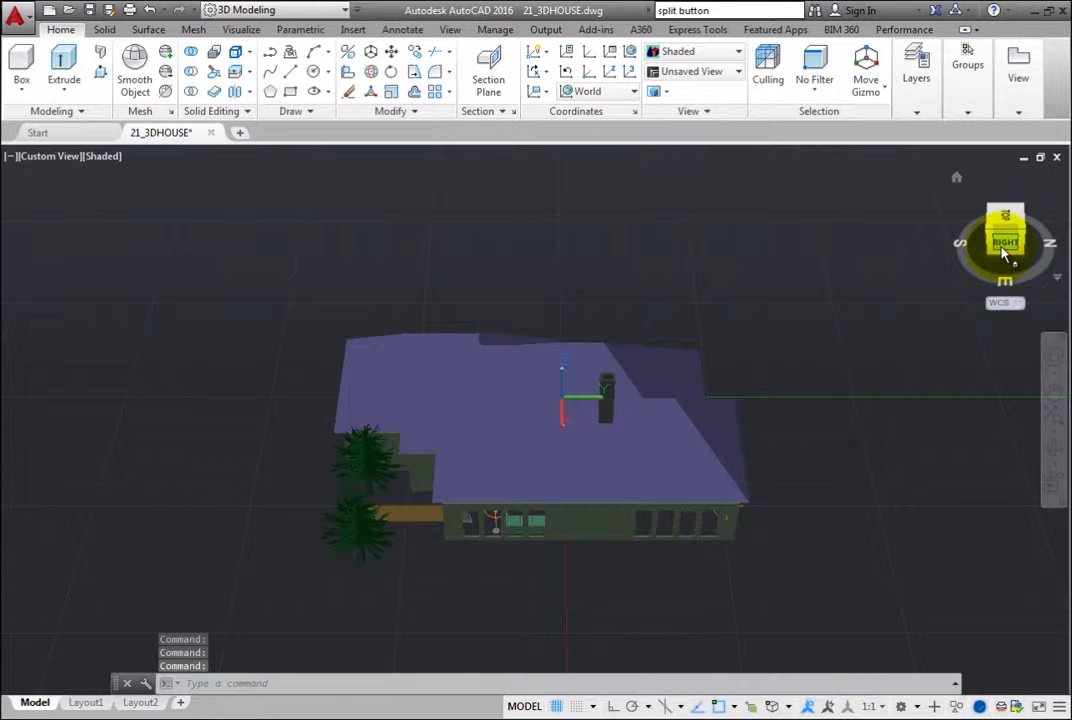 3D Modeling
Autodesk AutoCAD 2016 21_3DHOUSE.dwg
split button
Sign In
Home Solid Surface Mesh Visualize Parametric Insert Annotate View Manage Output Add-ins A360 Express Tools Featured Apps BIM 360 Performance
Box
Extrude
Smooth
Object
Section
Plane
Shaded
Unsaved View
World
Culling
No Filter
Move
Gizmo
Layers
Groups
View
Modeling Mesh Solid Editing Draw Modify Section Coordinates View Selection
Start
21_3DHOUSE*
[−][Custom View][Shaded]
TOP
RIGHT
S
N
E
WCS
Y
Command:
Command:
Command:
Type a command
Model Layout1 Layout2
MODEL
1:1